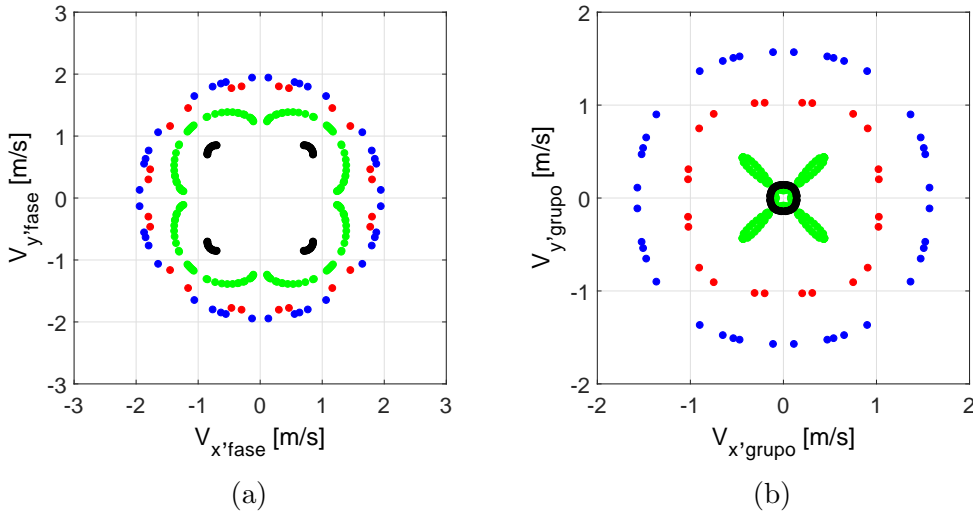 3
2
1
0
-1
-2
-3
-3 -2 -1 0 1 2 3
V_y'fase [m/s]
V_x'fase [m/s]
(a)
2
1
0
-1
-2
-2 -1 0 1 2
V_y'grupo [m/s]
V_x'grupo [m/s]
(b)